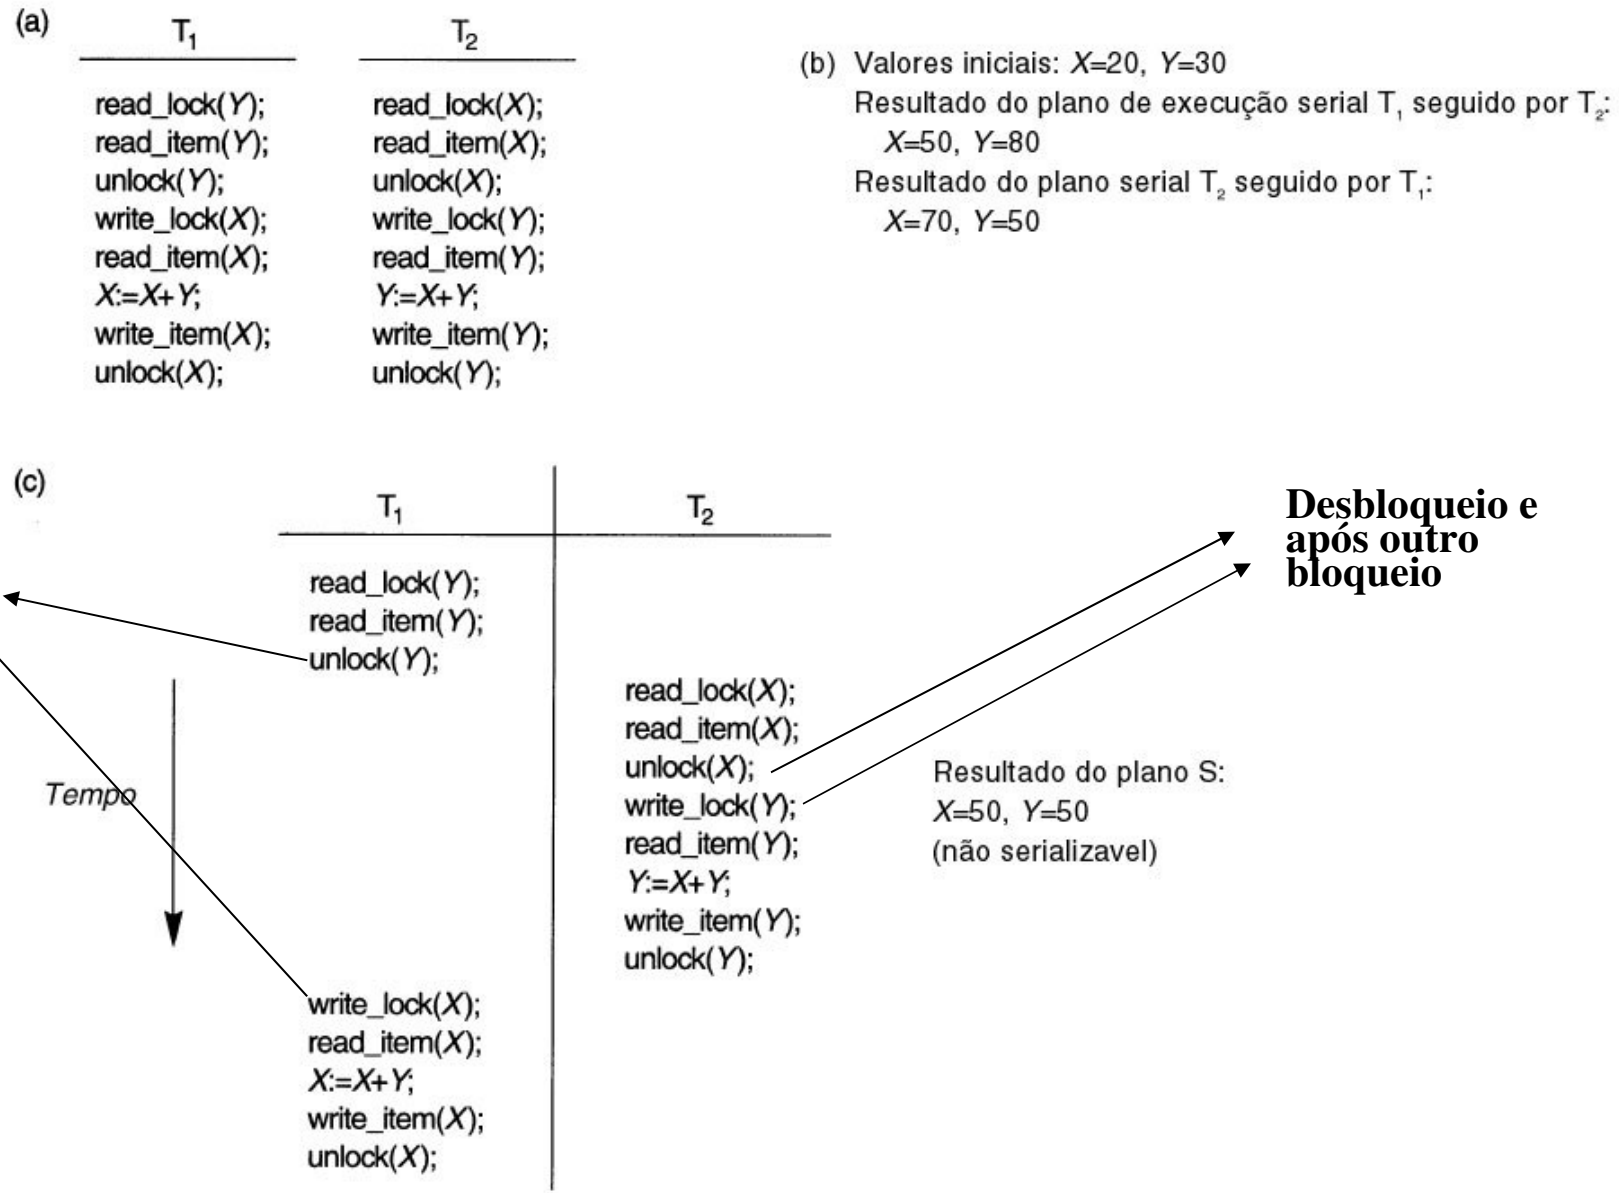 (a)
T₁
read_lock(Y);
read_item(Y);
unlock(Y);
write_lock(X);
read_item(X);
X:=X+Y;
write_item(X);
unlock(X);
T₂
read_lock(X);
read_item(X);
unlock(X);
write_lock(Y);
read_item(Y);
Y:=X+Y;
write_item(Y);
unlock(Y);
(b) Valores iniciais: X=20, Y=30
Resultado do plano de execução serial T₁ seguido por T₂:
X=50, Y=80
Resultado do plano serial T₂ seguido por T₁:
X=70, Y=50
(c)
T₁
T₂
read_lock(Y);
read_item(Y);
unlock(Y);
read_lock(X);
read_item(X);
unlock(X);
write_lock(Y);
read_item(Y);
Y:=X+Y;
write_item(Y);
unlock(Y);
write_lock(X);
read_item(X);
X:=X+Y;
write_item(X);
unlock(X);
Tempo
Desbloqueio e
após outro
bloqueio
Resultado do plano S:
X=50, Y=50
(não serializavel)